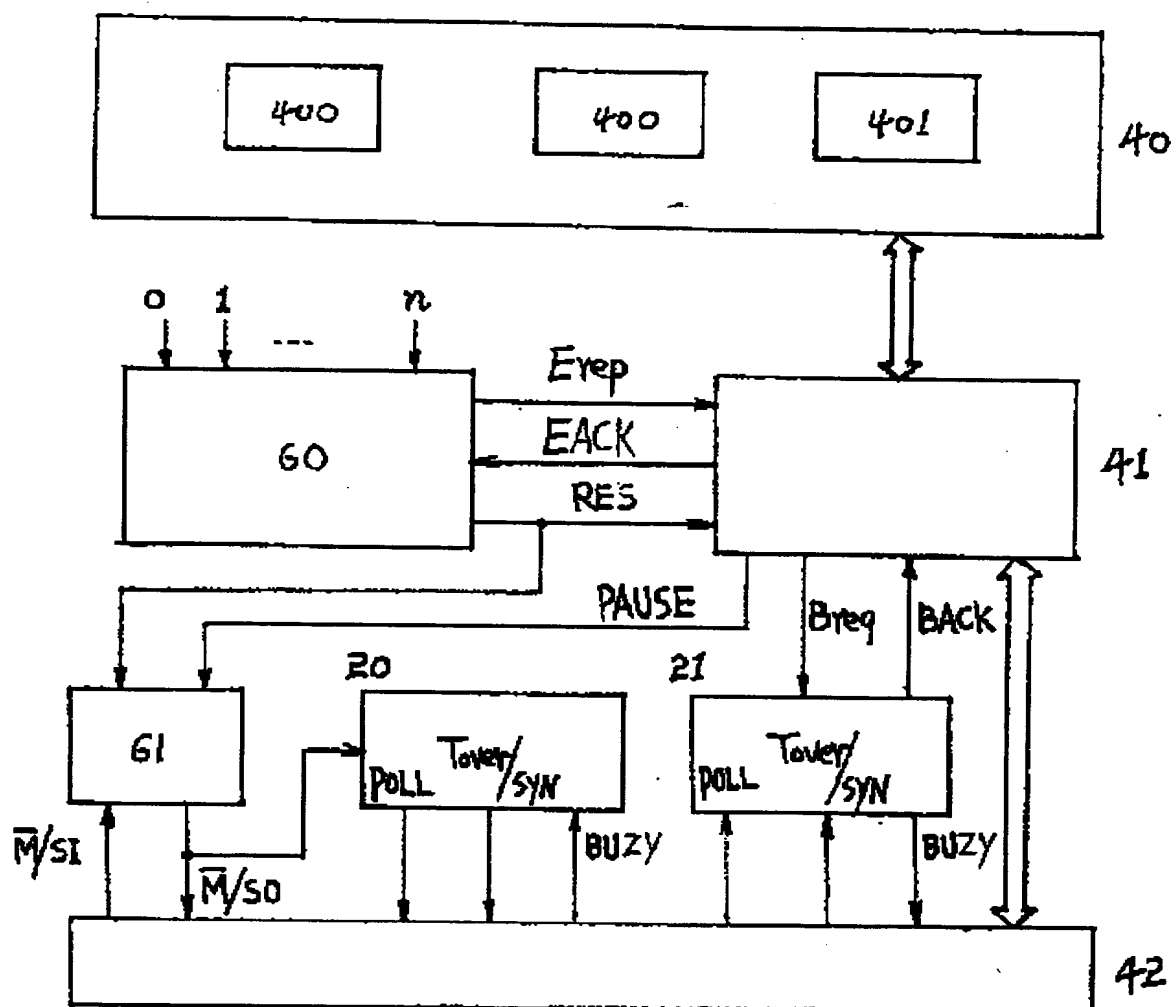 400
400
401
40
0
1
---
n
Erep
EACK
RES
60
41
PAUSE
Breq
BACK
20
21
61
POLL
Tover/SYN
POLL
Tover/SYN
M̅/SI
M̅/SO
BUZY
BUZY
42